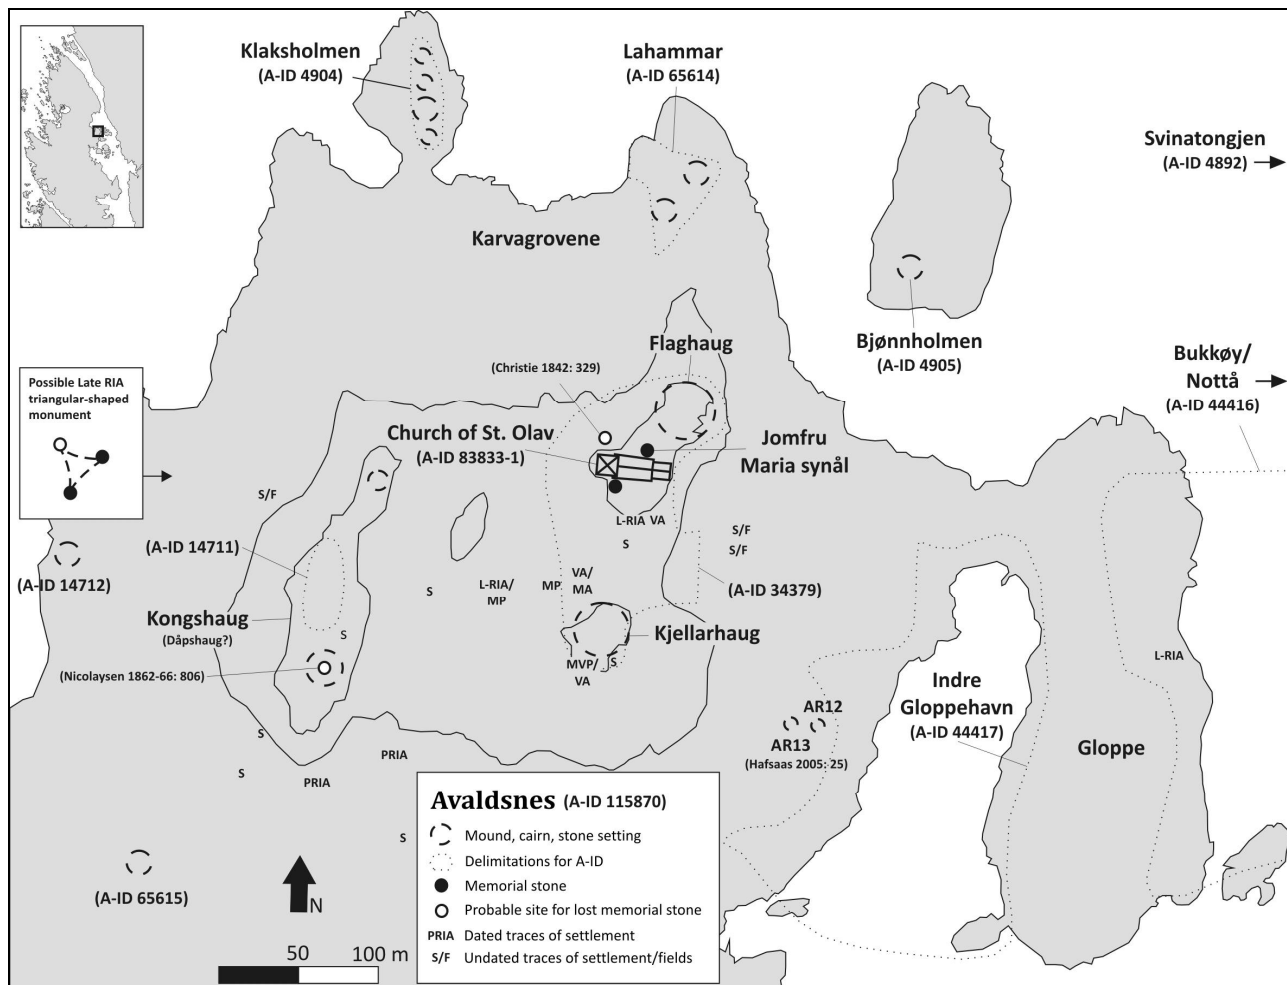 Klaksholmen
(A-ID 4904)
Lahammar
(A-ID 65614)
Svinatongjen
(A-ID 4892)
Karvagrovene
Bjønnholmen
(A-ID 4905)
Bukkøy/
Nottå
(A-ID 44416)
Flaghaug
(Christie 1842: 329)
Possible Late RIA
triangular-shaped
monument
Church of St. Olav
(A-ID 83833-1)
Jomfru
Maria synål
S/F
L-RIA VA
S
S/F
S/F
(A-ID 14711)
(A-ID 14712)
S
L-RIA/
MP
MP
VA/
MA
(A-ID 34379)
Kongshaug
(Dåpshaug?)
S
Kjellarhaug
MVP/
VA
S
L-RIA
(Nicolaysen 1862-66: 806)
Indre
Gloppehavn
(A-ID 44417)
AR12
AR13
(Hafsaas 2005: 25)
Gloppe
S
S
PRIA
PRIA
S
(A-ID 65615)
N
50
100 m
Avaldsnes (A-ID 115870)
Mound, cairn, stone setting
Delimitations for A-ID
Memorial stone
Probable site for lost memorial stone
PRIA Dated traces of settlement
S/F Undated traces of settlement/fields